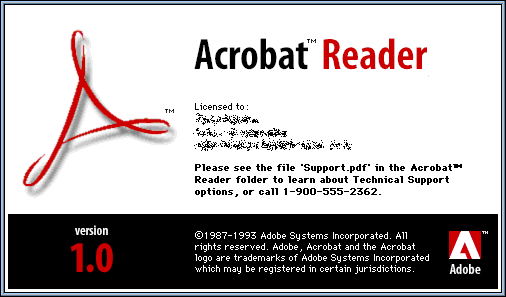 Acrobat™ Reader
™
Licensed to:
Please see the file 'Support.pdf' in the Acrobat™
Reader folder to learn about Technical Support
options, or call 1-900-555-2362.
version
1.0
©1987-1993 Adobe Systems Incorporated. All
rights reserved. Adobe, Acrobat and the Acrobat
logo are trademarks of Adobe Systems Incorporated
which may be registered in certain jurisdictions.
™
Adobe